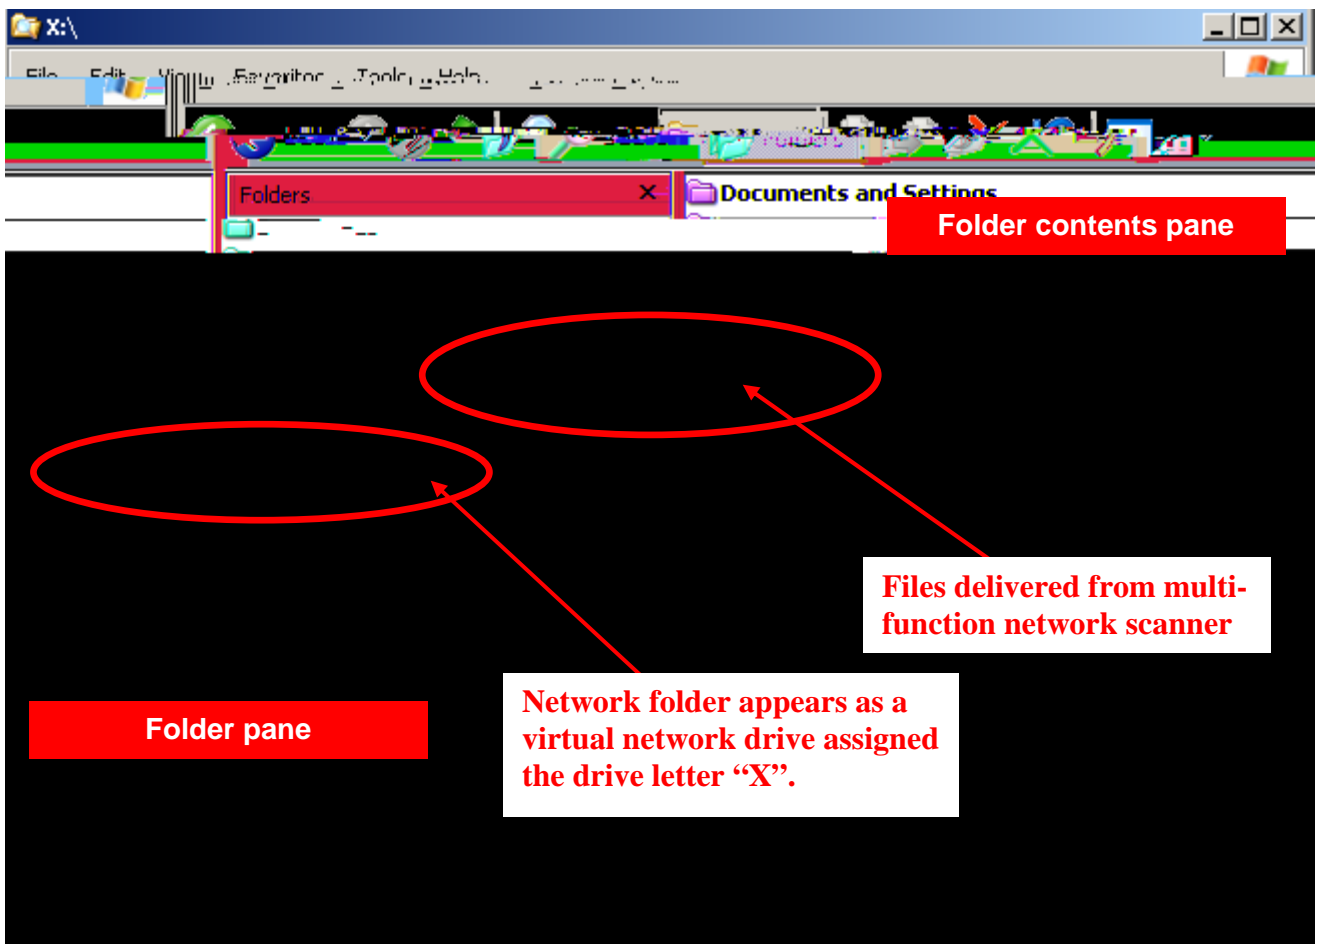 X:\
Folders
Documents and Settings
Folder contents pane
Files delivered from multi-
function network scanner
Network folder appears as a
virtual network drive assigned
the drive letter “X”.
Folder pane